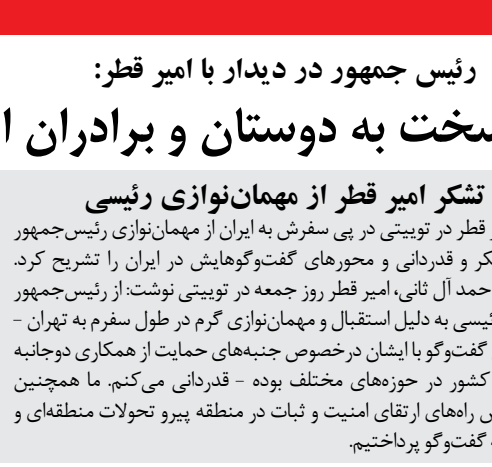 رئیس جمهور در دیدار با امیر قطر:
سخت به دوستان و برادران
تشکر امیر قطر از مهمان‌نوازی رئیسی
قطر در توییتی در پی سفرش به ایران از مهمان‌نوازی رئیس‌جمهور
و قدردانی و محورهای گفت‌وگوهایش در ایران را تشریح کرد.
حمد آل ثانی، امیر قطر روز جمعه در توییتی نوشت: از رئیس‌جمهور
به دلیل استقبال و مهمان‌نوازی گرم در طول سفرم به تهران –
گفت‌وگو با ایشان درخصوص جنبه‌های حمایت از همکاری دوجانبه
کشور در حوزه‌های مختلف بوده – قدردانی می‌کنم. ما همچنین
راه‌های ارتقای امنیت و ثبات در منطقه پیرو تحولات منطقه‌ای و
گفت‌وگو پرداختیم.